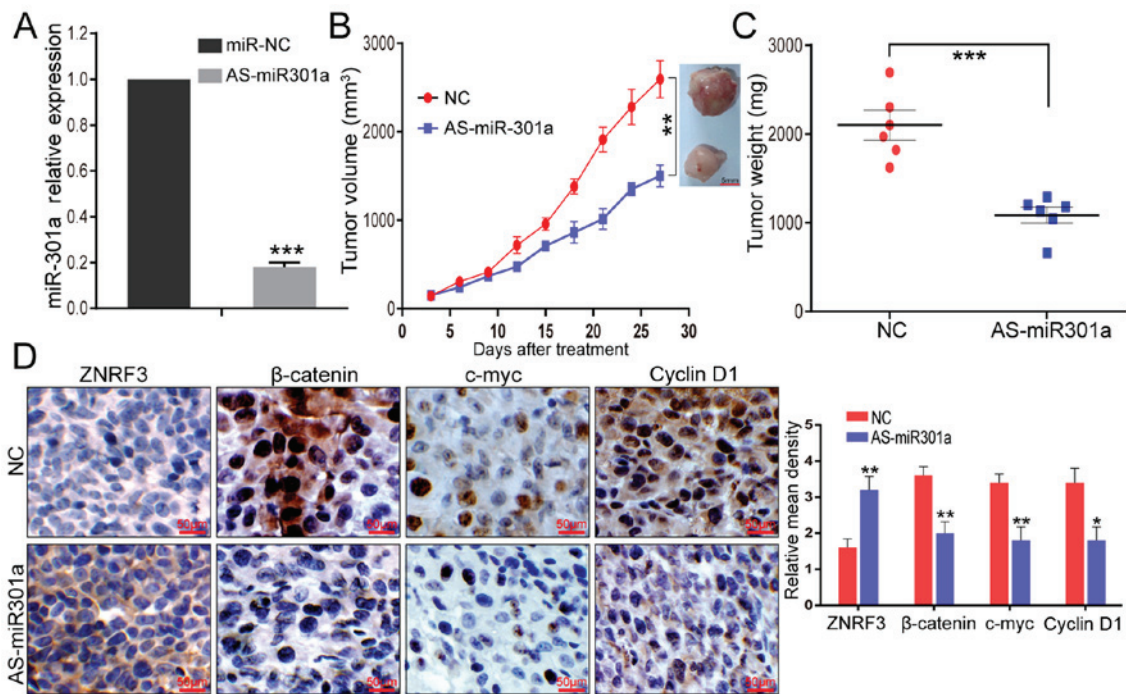 A
miR-301a relative expression
miR-NC
AS-miR301a
1.2
1.0
0.8
0.6
0.4
0.2
0.0
***
B
Tumor volume (mm³)
3000
2000
1000
0
NC
AS-miR-301a
**
5mm
0 5 10 15 20 25 30
Days after treatment
C
Tumor weight (mg)
3000
2000
1000
0
***
NC AS-miR301a
D
ZNRF3 β-catenin c-myc Cyclin D1
NC
50μm 50μm 50μm 50μm
AS-miR301a
50μm 50μm 50μm 50μm
Relative mean density
NC
AS-miR301a
5
4
3
2
1
0
** ** ** *
ZNRF3 β-catenin c-myc Cyclin D1